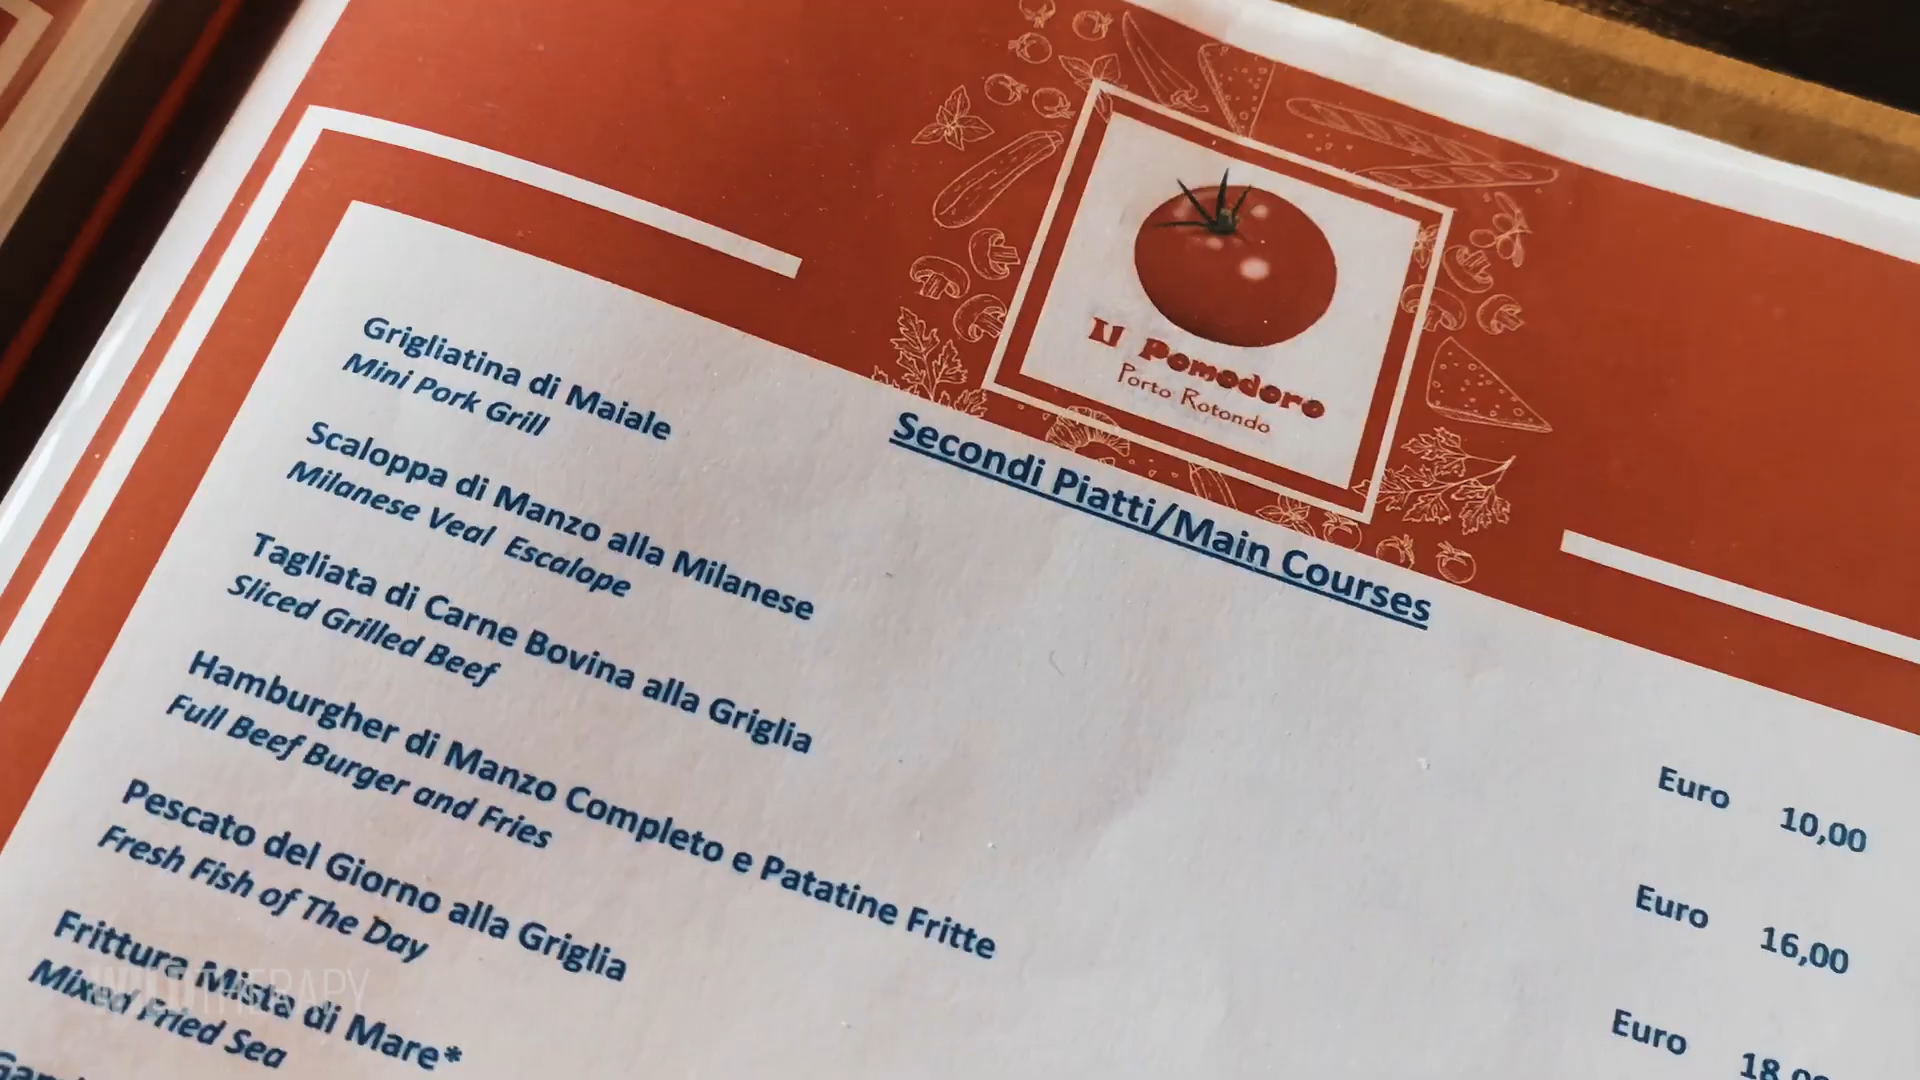 Il Pomodoro
Porto Rotondo
Secondi Piatti/Main Courses
Grigliatina di Maiale
Mini Pork Grill
Euro 10,00
Scaloppa di Manzo alla Milanese
Milanese Veal Escalope
Euro 16,00
Tagliata di Carne Bovina alla Griglia
Sliced Grilled Beef
Euro
Hamburgher di Manzo Completo e Patatine Fritte
Full Beef Burger and Fries
Pescato del Giorno alla Griglia
Fresh Fish of The Day
Frittura Mista di Mare*
Mixed Fried Sea